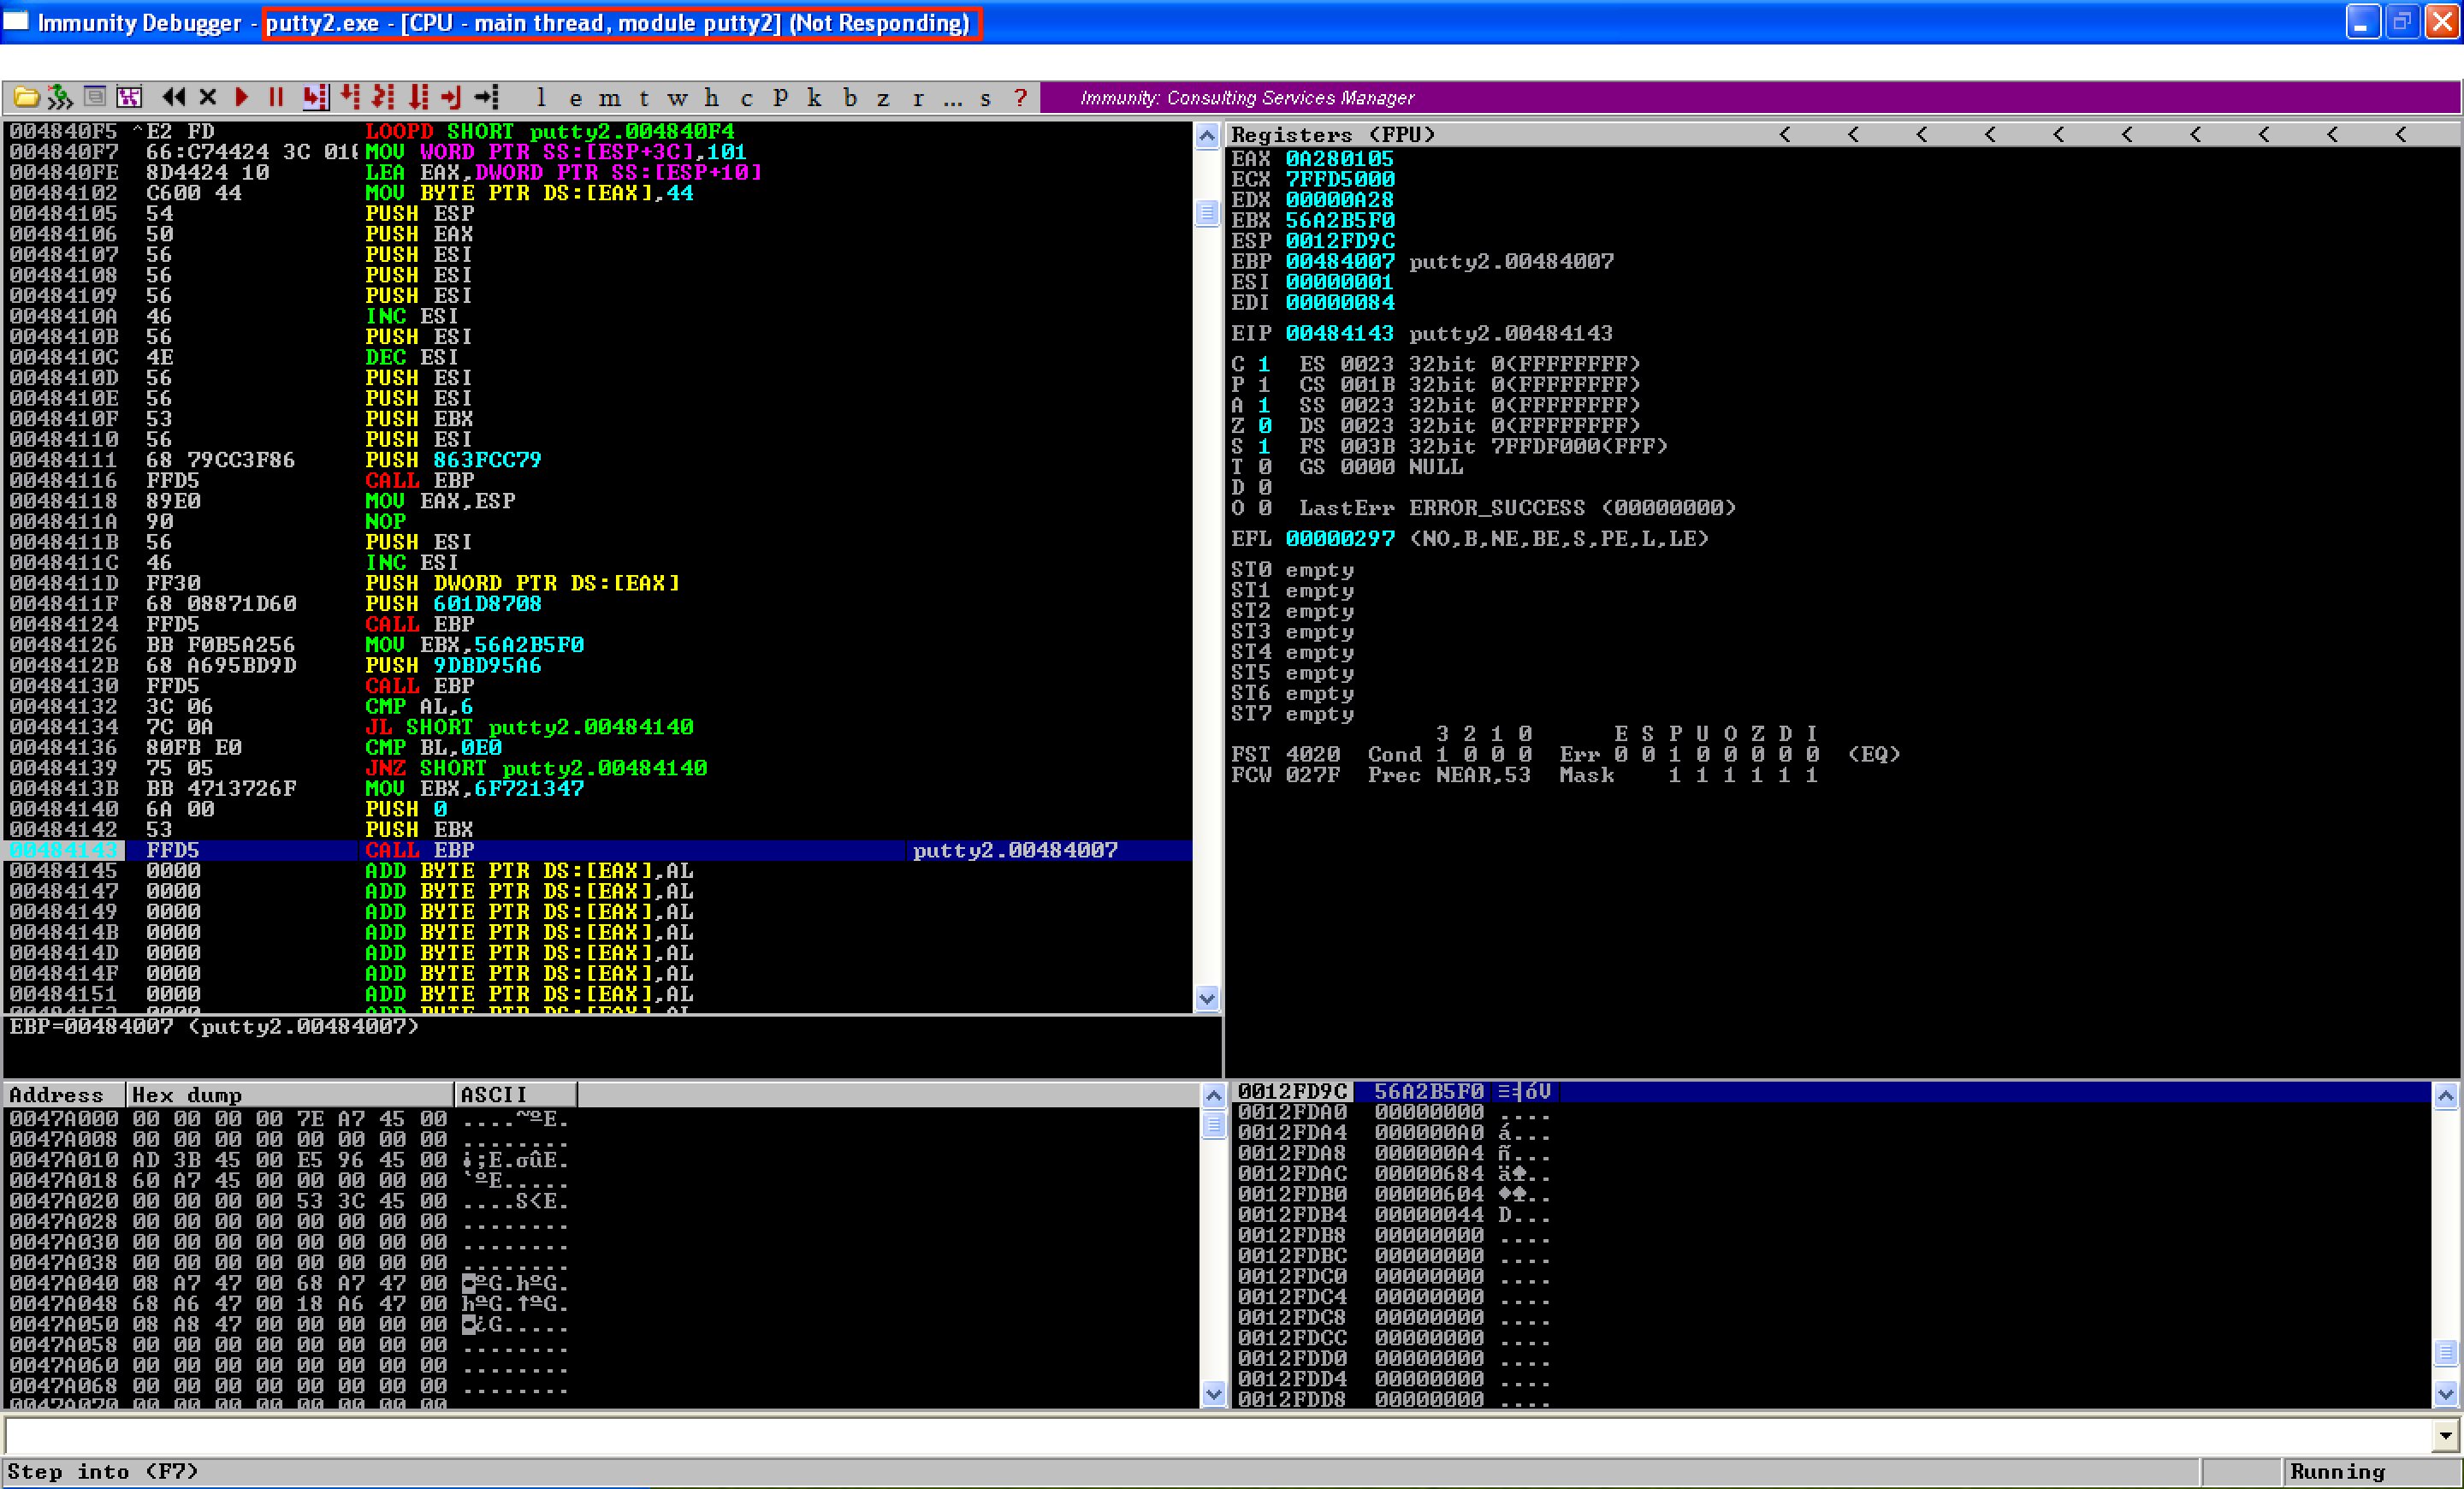 Immunity Debugger - putty2.exe - [CPU - main thread, module putty2] (Not Responding)
l e m t w h c P k b z r ... s ? Immunity: Consulting Services Manager
004840F5 ^E2 FD LOOPD SHORT putty2.004840F4
004840F7 66:C74424 3C 01 MOV WORD PTR SS:[ESP+3C],101
004840FE 8D4424 10 LEA EAX,DWORD PTR SS:[ESP+10]
00484102 C600 44 MOV BYTE PTR DS:[EAX],44
00484105 54 PUSH ESP
00484106 50 PUSH EAX
00484107 56 PUSH ESI
00484108 56 PUSH ESI
00484109 56 PUSH ESI
0048410A 46 INC ESI
0048410B 56 PUSH ESI
0048410C 4E DEC ESI
0048410D 56 PUSH ESI
0048410E 56 PUSH ESI
0048410F 53 PUSH EBX
00484110 56 PUSH ESI
00484111 68 79CC3F86 PUSH 863FCC79
00484116 FFD5 CALL EBP
00484118 89E0 MOV EAX,ESP
0048411A 90 NOP
0048411B 56 PUSH ESI
0048411C 46 INC ESI
0048411D FF30 PUSH DWORD PTR DS:[EAX]
0048411F 68 08871D60 PUSH 601D8708
00484124 FFD5 CALL EBP
00484126 BB F0B5A256 MOV EBX,56A2B5F0
0048412B 68 A695BD9D PUSH 9DBD95A6
00484130 FFD5 CALL EBP
00484132 3C 06 CMP AL,6
00484134 7C 0A JL SHORT putty2.00484140
00484136 80FB E0 CMP BL,0E0
00484139 75 05 JNZ SHORT putty2.00484140
0048413B BB 4713726F MOV EBX,6F721347
00484140 6A 00 PUSH 0
00484142 53 PUSH EBX
00484143 FFD5 CALL EBP putty2.00484007
00484145 0000 ADD BYTE PTR DS:[EAX],AL
00484147 0000 ADD BYTE PTR DS:[EAX],AL
00484149 0000 ADD BYTE PTR DS:[EAX],AL
0048414B 0000 ADD BYTE PTR DS:[EAX],AL
0048414D 0000 ADD BYTE PTR DS:[EAX],AL
0048414F 0000 ADD BYTE PTR DS:[EAX],AL
00484151 0000 ADD BYTE PTR DS:[EAX],AL
EBP=00484007 (putty2.00484007)
Registers (FPU) < < < < < < < < < <
EAX 0A280105
ECX 7FFD5000
EDX 00000A28
EBX 56A2B5F0
ESP 0012FD9C
EBP 00484007 putty2.00484007
ESI 00000001
EDI 00000084
EIP 00484143 putty2.00484143
C 1 ES 0023 32bit 0(FFFFFFFF)
P 1 CS 001B 32bit 0(FFFFFFFF)
A 1 SS 0023 32bit 0(FFFFFFFF)
Z 0 DS 0023 32bit 0(FFFFFFFF)
S 1 FS 003B 32bit 7FFDF000(FFF)
T 0 GS 0000 NULL
D 0
O 0 LastErr ERROR_SUCCESS (00000000)
EFL 00000297 (NO,B,NE,BE,S,PE,L,LE)
ST0 empty
ST1 empty
ST2 empty
ST3 empty
ST4 empty
ST5 empty
ST6 empty
ST7 empty
3 2 1 0 E S P U O Z D I
FST 4020 Cond 1 0 0 0 Err 0 0 1 0 0 0 0 0 (EQ)
FCW 027F Prec NEAR,53 Mask 1 1 1 1 1 1
Address Hex dump ASCII
0047A000 00 00 00 00 7E A7 45 00 ....~ºE.
0047A008 00 00 00 00 00 00 00 00 ........
0047A010 AD 3B 45 00 E5 96 45 00 ¡;E.σûE.
0047A018 60 A7 45 00 00 00 00 00 `ºE.....
0047A020 00 00 00 00 53 3C 45 00 ....S<E.
0047A028 00 00 00 00 00 00 00 00 ........
0047A030 00 00 00 00 00 00 00 00 ........
0047A038 00 00 00 00 00 00 00 00 ........
0047A040 08 A7 47 00 68 A7 47 00 ◘ºG.hºG.
0047A048 68 A6 47 00 18 A6 47 00 hªG.↑ªG.
0047A050 08 A8 47 00 00 00 00 00 ◘¿G.....
0047A058 00 00 00 00 00 00 00 00 ........
0047A060 00 00 00 00 00 00 00 00 ........
0047A068 00 00 00 00 00 00 00 00 ........
0047A070 00 00 00 00 00 00 00 00
0012FD9C 56A2B5F0 ≡╡óV
0012FDA0 00000000 ....
0012FDA4 000000A0 á...
0012FDA8 000000A4 ñ...
0012FDAC 00000684 ä♠..
0012FDB0 00000604 ♦♠..
0012FDB4 00000044 D...
0012FDB8 00000000 ....
0012FDBC 00000000 ....
0012FDC0 00000000 ....
0012FDC4 00000000 ....
0012FDC8 00000000 ....
0012FDCC 00000000 ....
0012FDD0 00000000 ....
0012FDD4 00000000 ....
0012FDD8 00000000 ....
Step into (F7) Running